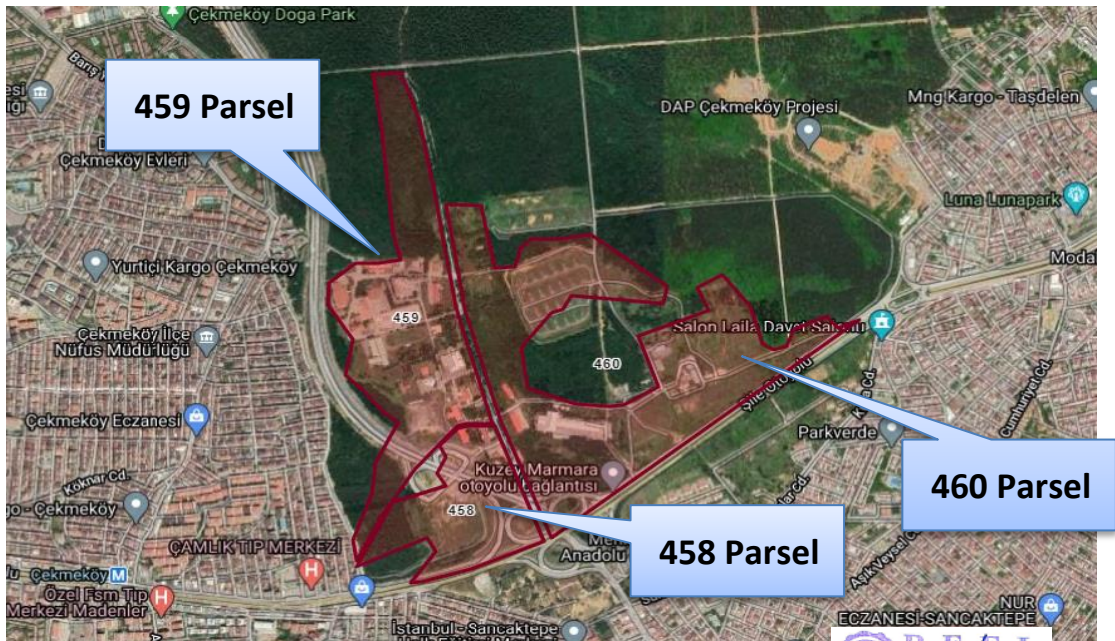 Çekmeköy Doga Park
459 Parsel
DAP Çekmeköy Projesi
Mng Kargo - Taşdelen
Çekmeköy Evleri
Luna Lunapark
Yurtiçi Kargo Çekmeköy
459
Salon Laila Davet Salonu
Çekmeköy İlçe
Nüfus Müdürlüğü
460
Şile Otoyolu
Cumhuriyet Cd.
Çekmeköy Eczanesi
Parkverde
Kuzey Marmara
otoyolu bağlantısı
460 Parsel
Köknar Cd.
Çekmeköy
458
458 Parsel
Anadolu
ÇAMLIK TIP MERKEZİ
Çekmeköy M
Özel Fsm Tıp
Merkezi Madenler
NUR
ECZANESİ-SANCAKTEPE
İstanbul - Sancaktepe